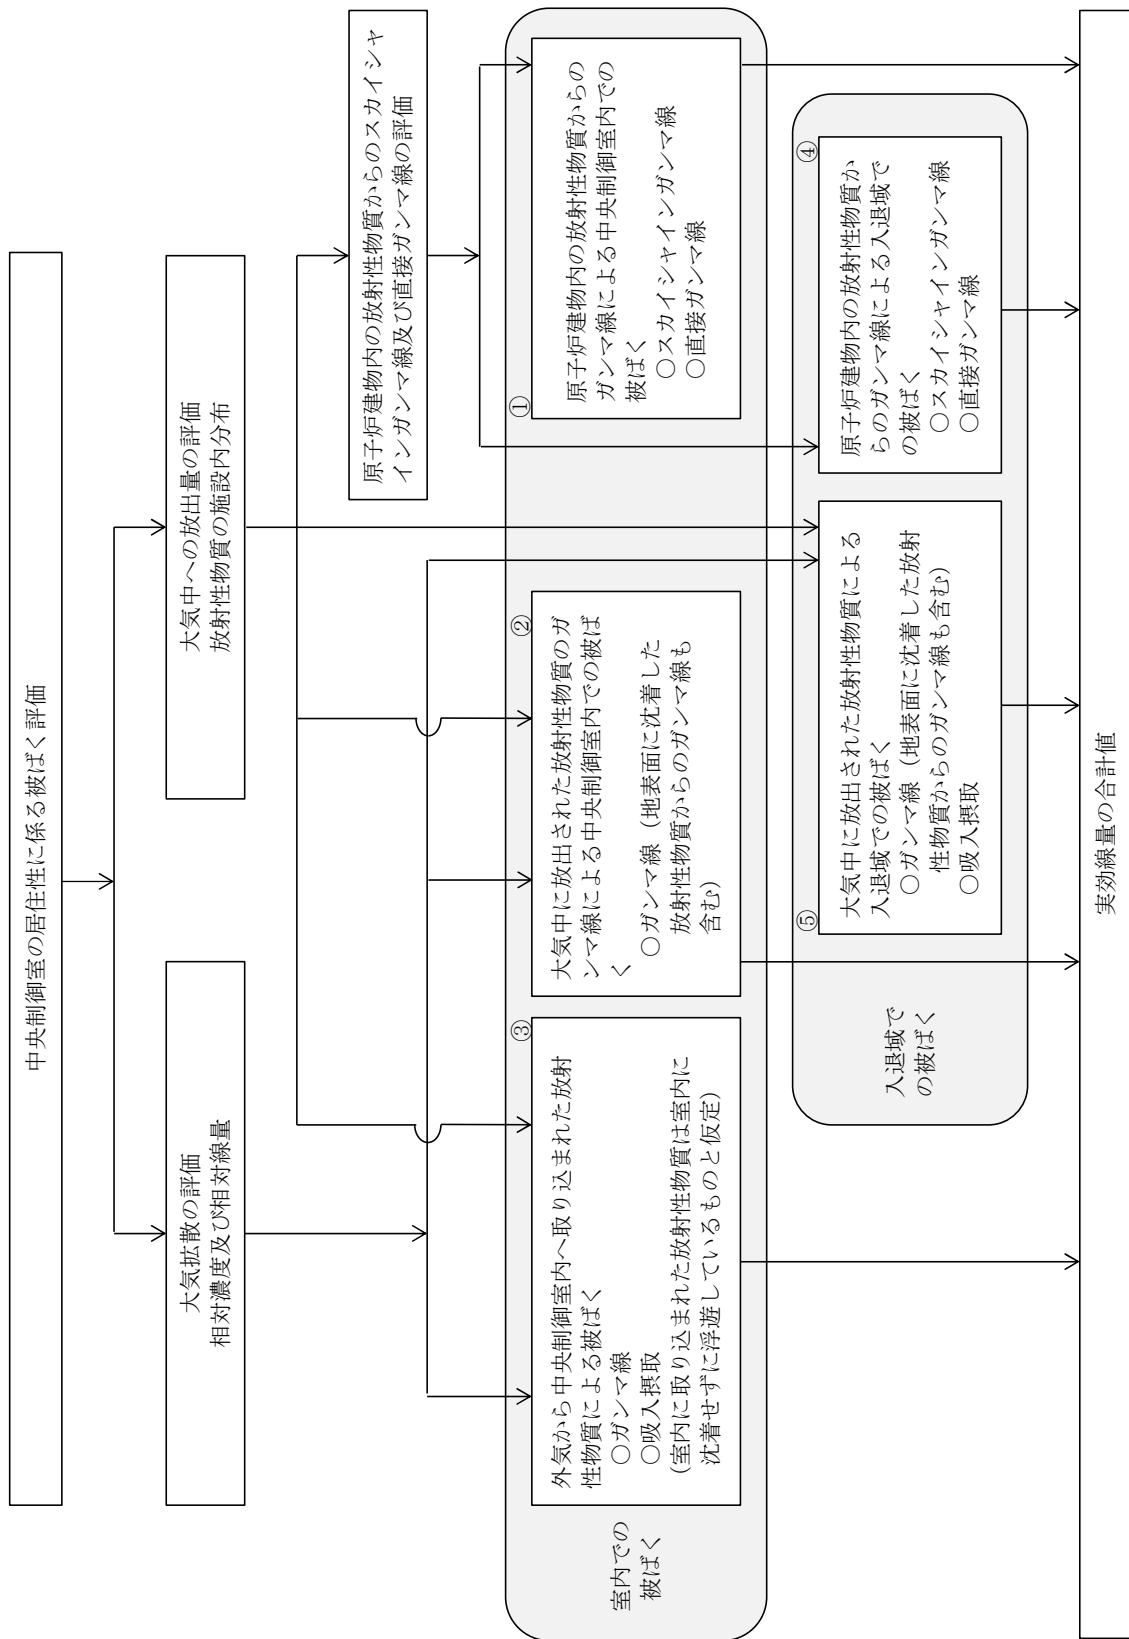 中央制御室の居住性に係る被ばく評価
大気拡散の評価
相対濃度及び相対線量
大気中への放出量の評価
放射性物質の施設内分布
原子炉建物内の放射性物質からのスカイシャ
インガンマ線及び直接ガンマ線の評価
室内での
被ばく
③
外気から中央制御室内へ取り込まれた放射
性物質による被ばく
○ガンマ線
○吸入摂取
(室内に取り込まれた放射性物質は室内に
沈着せずに浮遊しているものと仮定)
②
大気中に放出された放射性物質のガ
ンマ線による中央制御室内での被ば
く
○ガンマ線（地表面に沈着した
放射性物質からのガンマ線も
含む）
①
原子炉建物内の放射性物質からの
ガンマ線による中央制御室内での
被ばく
○スカイシャインガンマ線
○直接ガンマ線
入退域で
の被ばく
⑤
大気中に放出された放射性物質による
入退域での被ばく
○ガンマ線（地表面に沈着した放射
性物質からのガンマ線も含む）
○吸入摂取
④
原子炉建物内の放射性物質か
らのガンマ線による入退域で
の被ばく
○スカイシャインガンマ線
○直接ガンマ線
実効線量の合計値